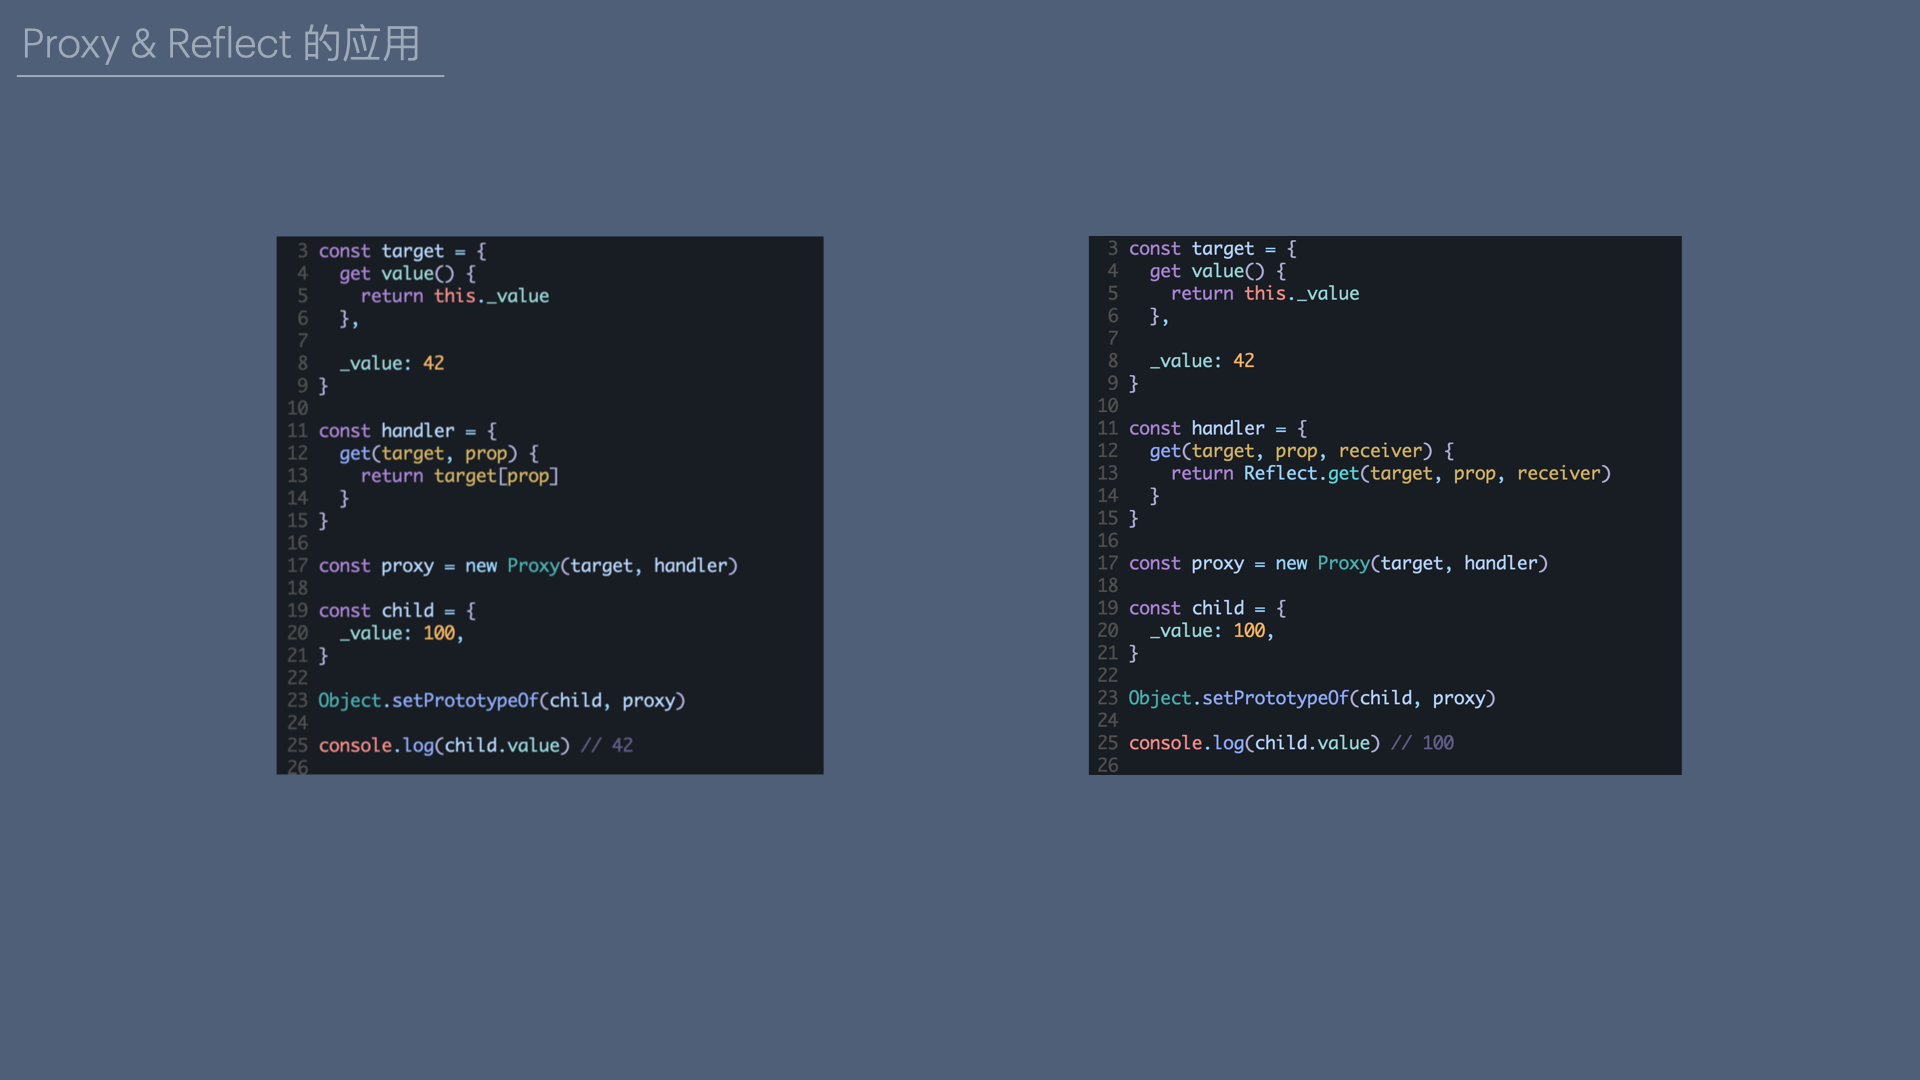 Proxy & Reflect 的应用
3 const target = {
4   get value() {
5     return this._value
6   },
7
8   _value: 42
9 }
10
11 const handler = {
12   get(target, prop) {
13     return target[prop]
14   }
15 }
16
17 const proxy = new Proxy(target, handler)
18
19 const child = {
20   _value: 100,
21 }
22
23 Object.setPrototypeOf(child, proxy)
24
25 console.log(child.value) // 42
26
3 const target = {
4   get value() {
5     return this._value
6   },
7
8   _value: 42
9 }
10
11 const handler = {
12   get(target, prop, receiver) {
13     return Reflect.get(target, prop, receiver)
14   }
15 }
16
17 const proxy = new Proxy(target, handler)
18
19 const child = {
20   _value: 100,
21 }
22
23 Object.setPrototypeOf(child, proxy)
24
25 console.log(child.value) // 100
26